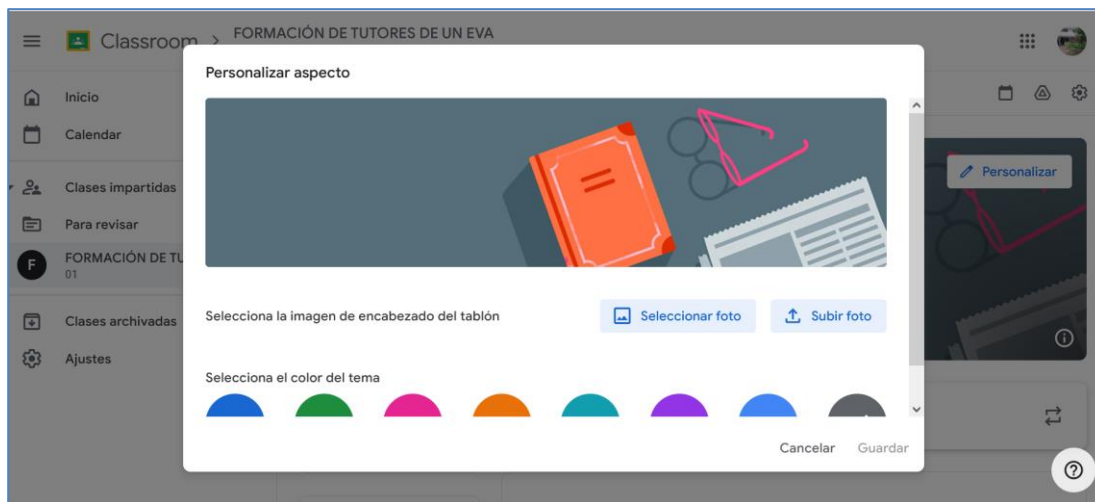 Classroom > FORMACIÓN DE TUTORES DE UN EVA
Inicio
Calendar
Clases impartidas
Para revisar
F
FORMACIÓN DE TU
01
Clases archivadas
Ajustes
Personalizar
Personalizar aspecto
Selecciona la imagen de encabezado del tablón
Seleccionar foto
Subir foto
Selecciona el color del tema
Cancelar
Guardar